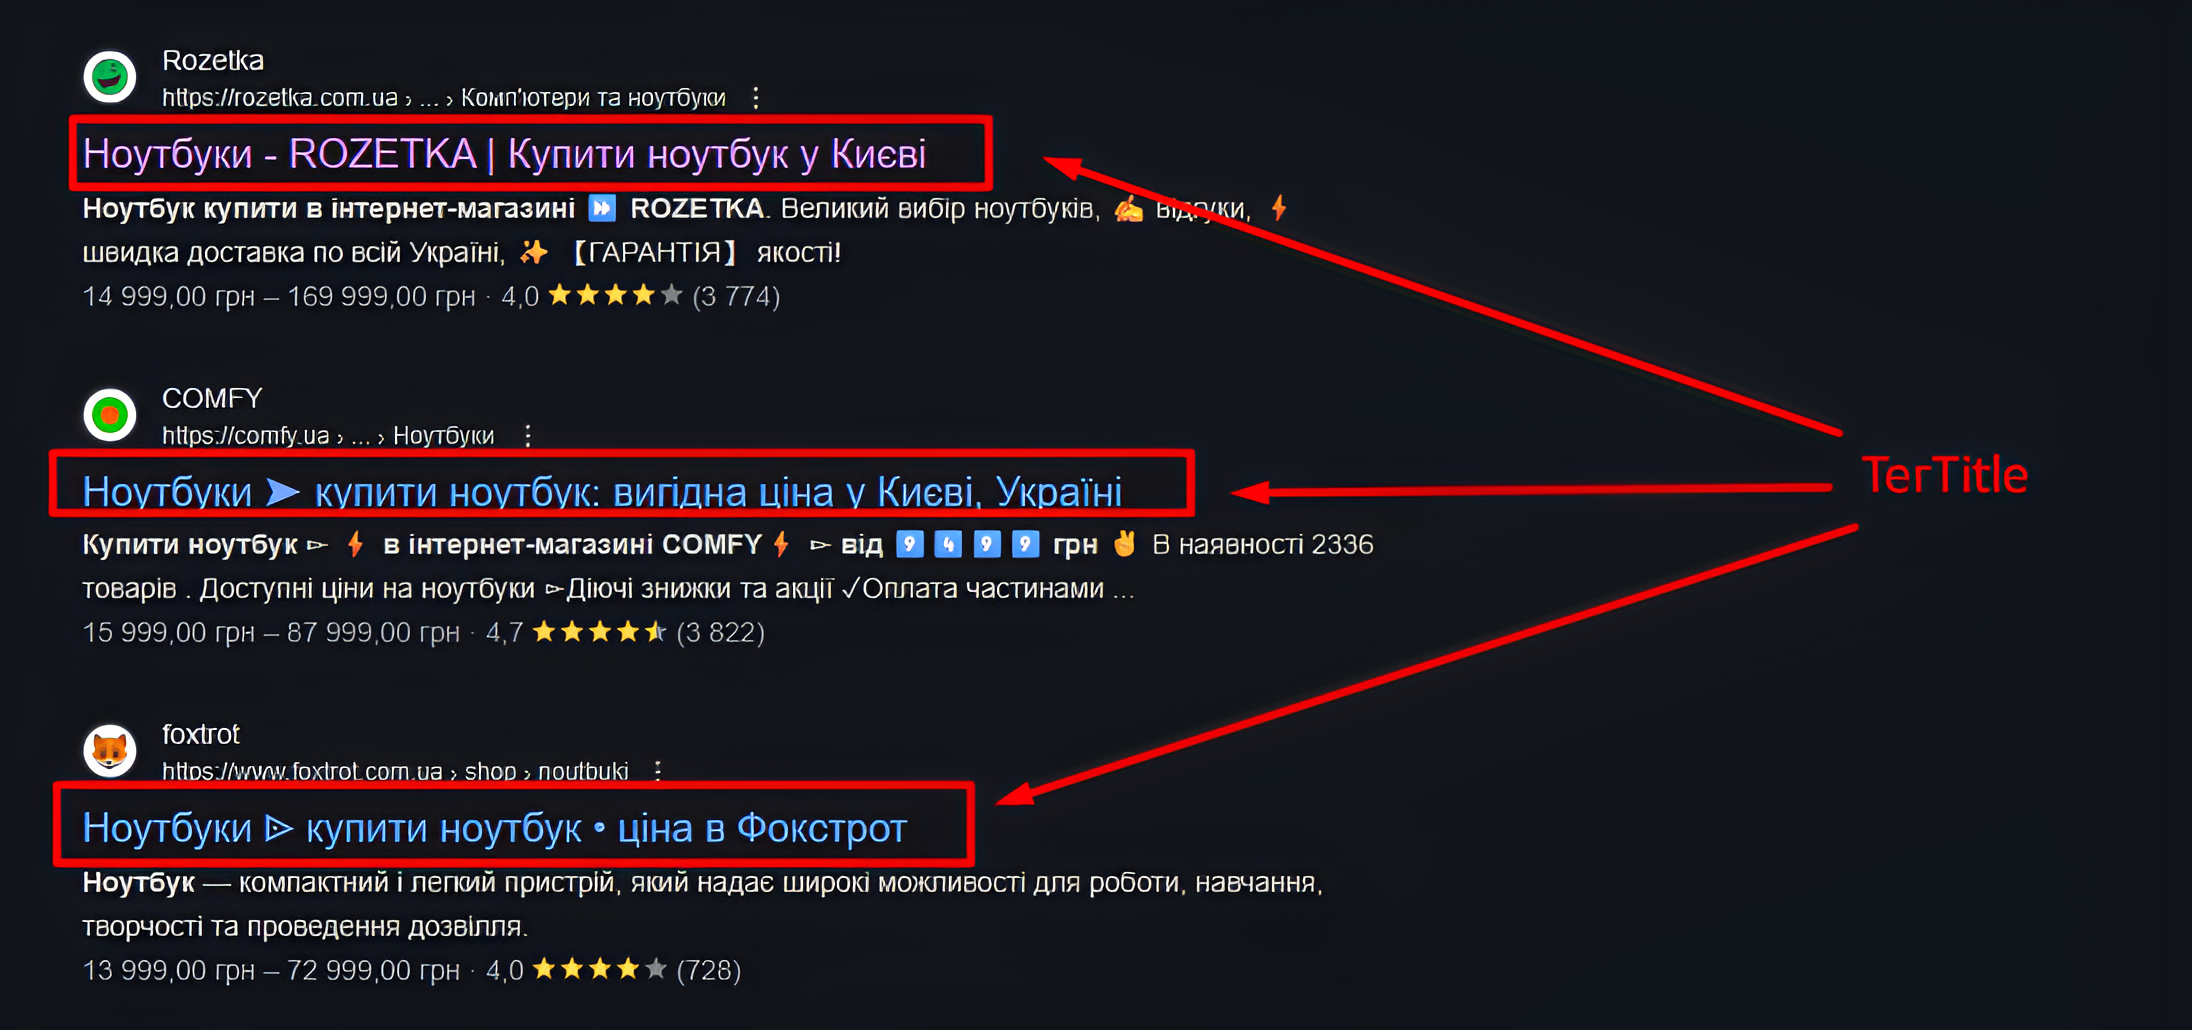 Rozetka
https://rozetka.com.ua › ... › Комп'ютери та ноутбуки
Ноутбуки - ROZETKA | Купити ноутбук у Києві
Ноутбук купити в інтернет-магазині ⏩ ROZETKA. Великий вибір ноутбуків, ✍️ відгуки, ⚡
швидка доставка по всій Україні, ✨ 【ГАРАНТІЯ】 якості!
14 999,00 грн – 169 999,00 грн · 4,0 ★★★★★ (3 774)
COMFY
https://comfy.ua › ... › Ноутбуки
Ноутбуки ➤ купити ноутбук: вигідна ціна у Києві, Україні
Купити ноутбук ▻ ⚡ в інтернет-магазині COMFY⚡ ▻ від 9️⃣4️⃣9️⃣9️⃣ грн ✌️ В наявності 2336
товарів . Доступні ціни на ноутбуки ▻Діючі знижки та акції ✓Оплата частинами ...
15 999,00 грн – 87 999,00 грн · 4,7 ★★★★★ (3 822)
ТегTitle
foxtrot
https://www.foxtrot.com.ua › shop › noutbuki
Ноутбуки ᐈ купити ноутбук • ціна в Фокстрот
Ноутбук — компактний і легкий пристрій, який надає широкі можливості для роботи, навчання,
творчості та проведення дозвілля.
13 999,00 грн – 72 999,00 грн · 4,0 ★★★★★ (728)